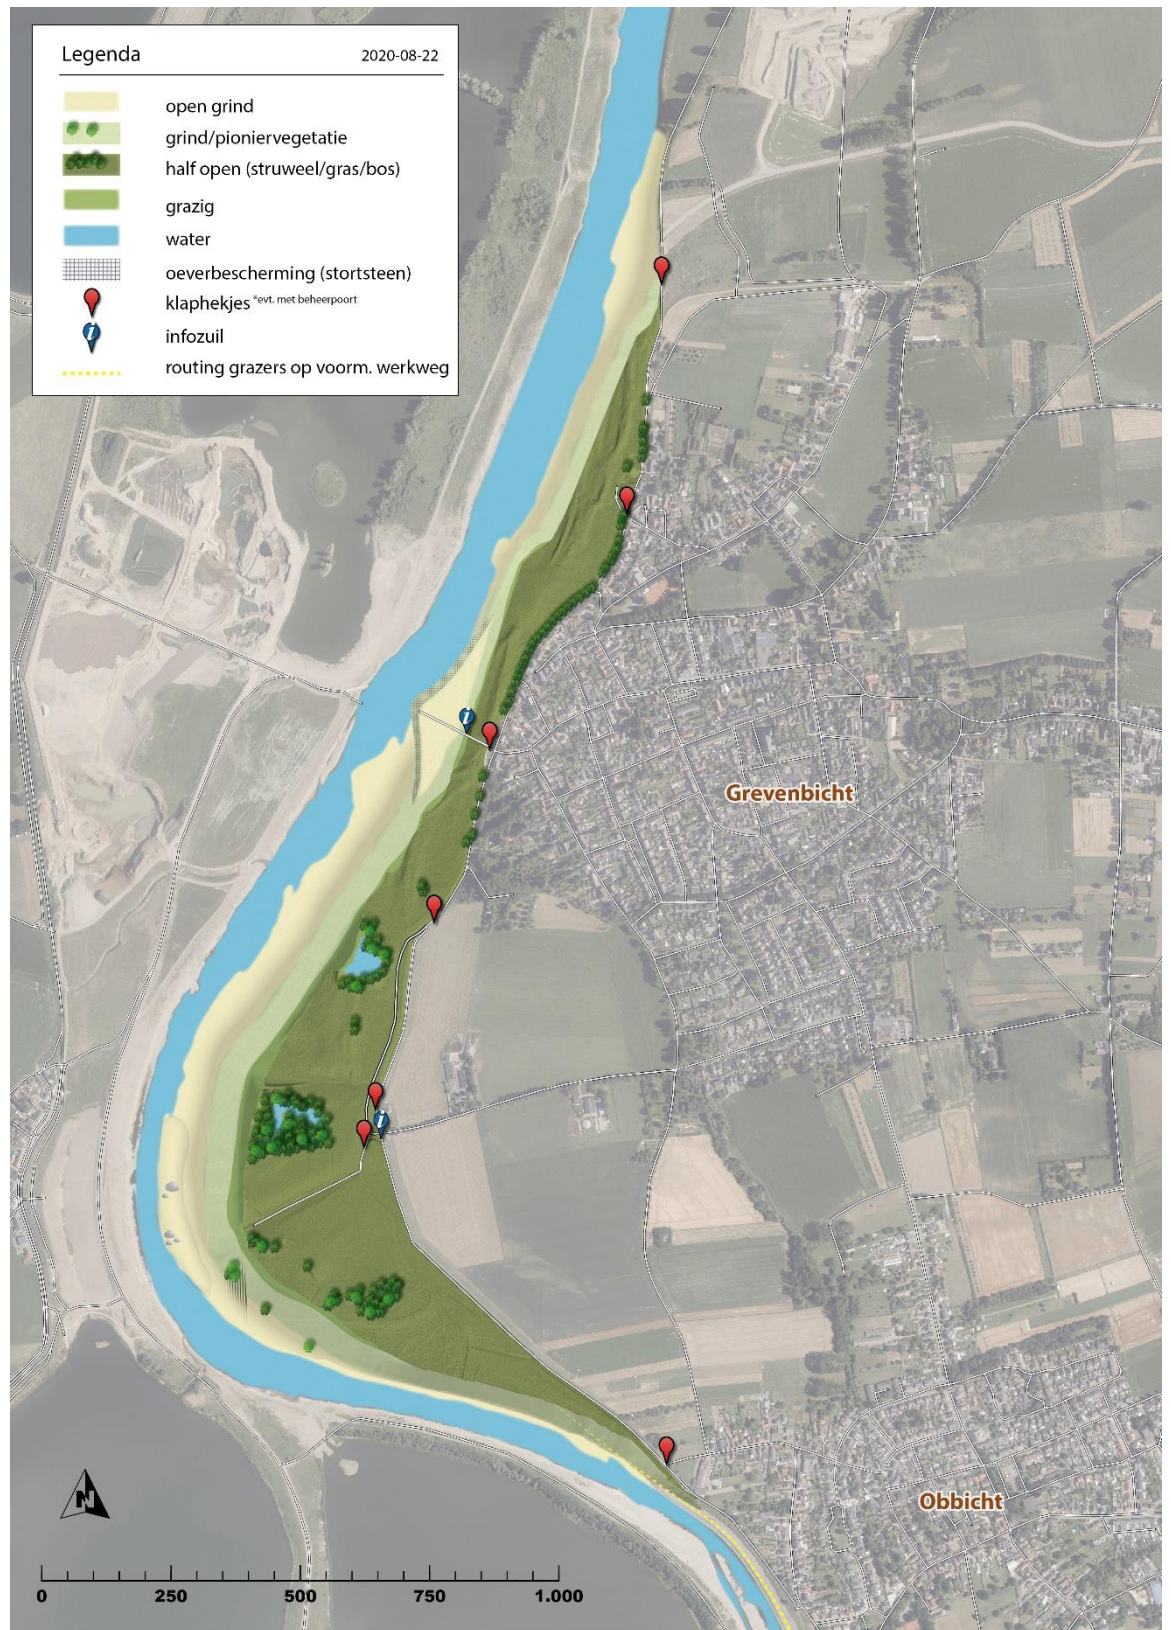 Legenda 2020-08-22
open grind
grind/pioniervegetatie
half open (struweel/gras/bos)
grazig
water
oeverbescherming (stortsteen)
klaphekjes *evt. met beheerpoort
i infozuil
routing grazers op voorm. werkweg
i
Grevenbicht
i
Obbicht
N
0 250 500 750 1.000